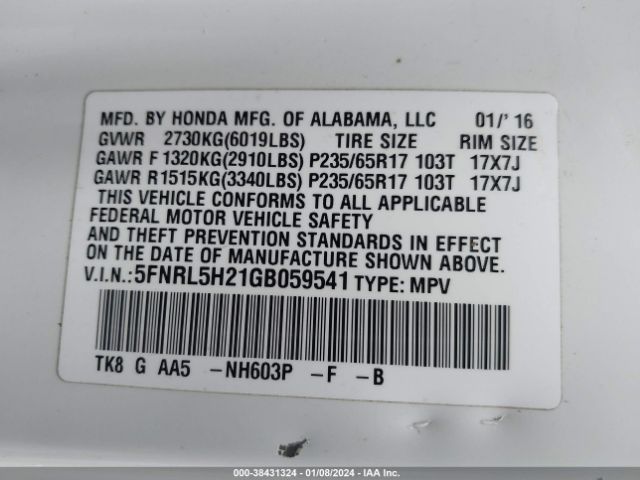 MFD. BY HONDA MFG. OF ALABAMA, LLC 01/' 16
GVWR 2730KG(6019LBS) TIRE SIZE RIM SIZE
GAWR F 1320KG(2910LBS) P235/65R17 103T 17X7J
GAWR R 1515KG(3340LBS) P235/65R17 103T 17X7J
THIS VEHICLE CONFORMS TO ALL APPLICABLE
FEDERAL MOTOR VEHICLE SAFETY
AND THEFT PREVENTION STANDARDS IN EFFECT
ON THE DATE OF MANUFACTURE SHOWN ABOVE.
V.I.N.: 5FNRL5H21GB059541 TYPE: MPV
TK8 G AA5 -NH603P -F -B
000-38431324 - 01/08/2024 - IAA Inc.